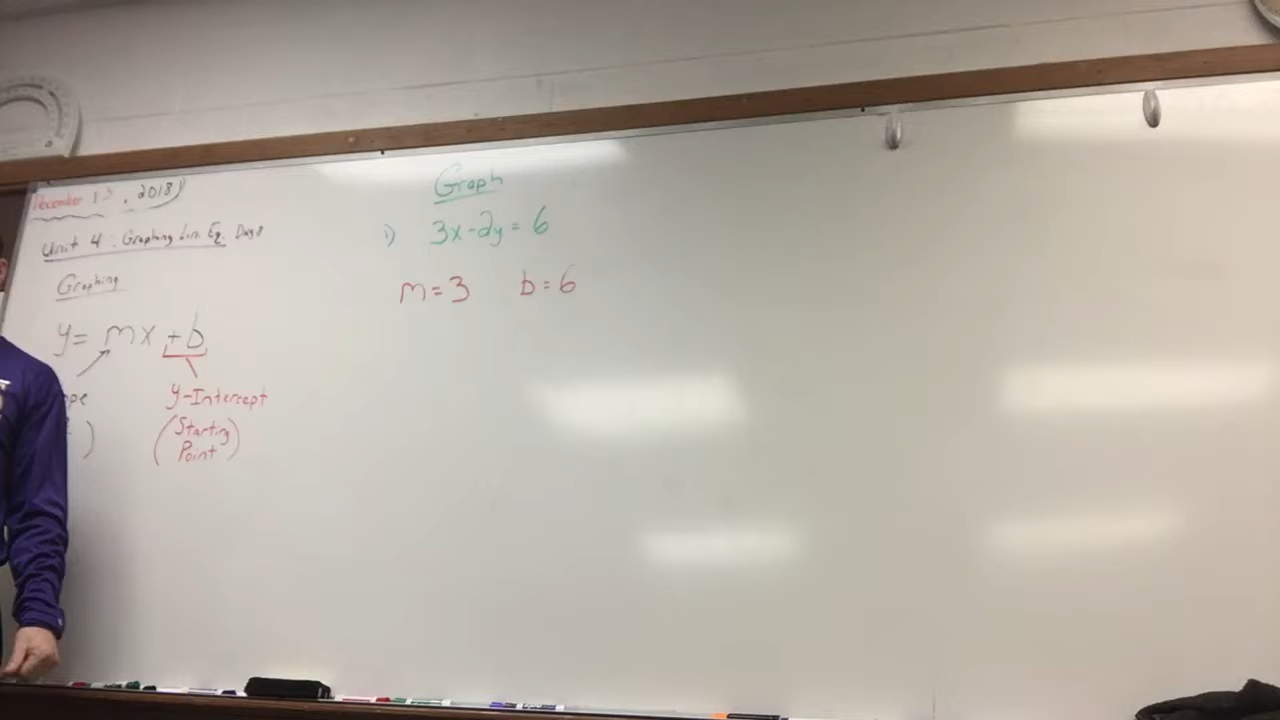 December 13, 2018
Unit 4: Graphing Lin. Eq. Day 8
Graphing
y = mx + b
y-Intercept
(Starting
Point)
Graph
1) 3x-2y = 6
m = 3 b = 6